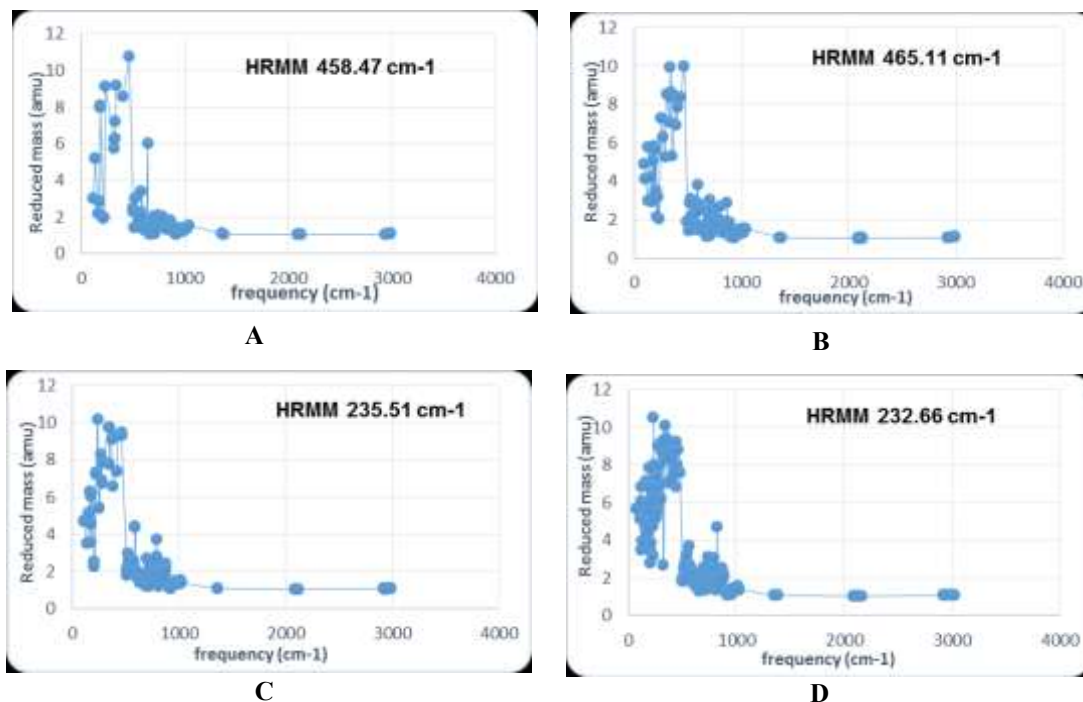 12
10
8
6
4
2
0
Reduced mass (amu)
HRMM 458.47 cm-1
0 1000 2000 3000 4000
frequency (cm-1)
A
12
10
8
6
4
2
0
Reduced mass (amu)
HRMM 465.11 cm-1
0 1000 2000 3000 4000
frequency (cm-1)
B
12
10
8
6
4
2
0
Reduced mass (amu)
HRMM 235.51 cm-1
0 1000 2000 3000 4000
frequency (cm-1)
C
12
10
8
6
4
2
0
Reduced mass (amu)
HRMM 232.66 cm-1
0 1000 2000 3000 4000
frequency (cm-1)
D